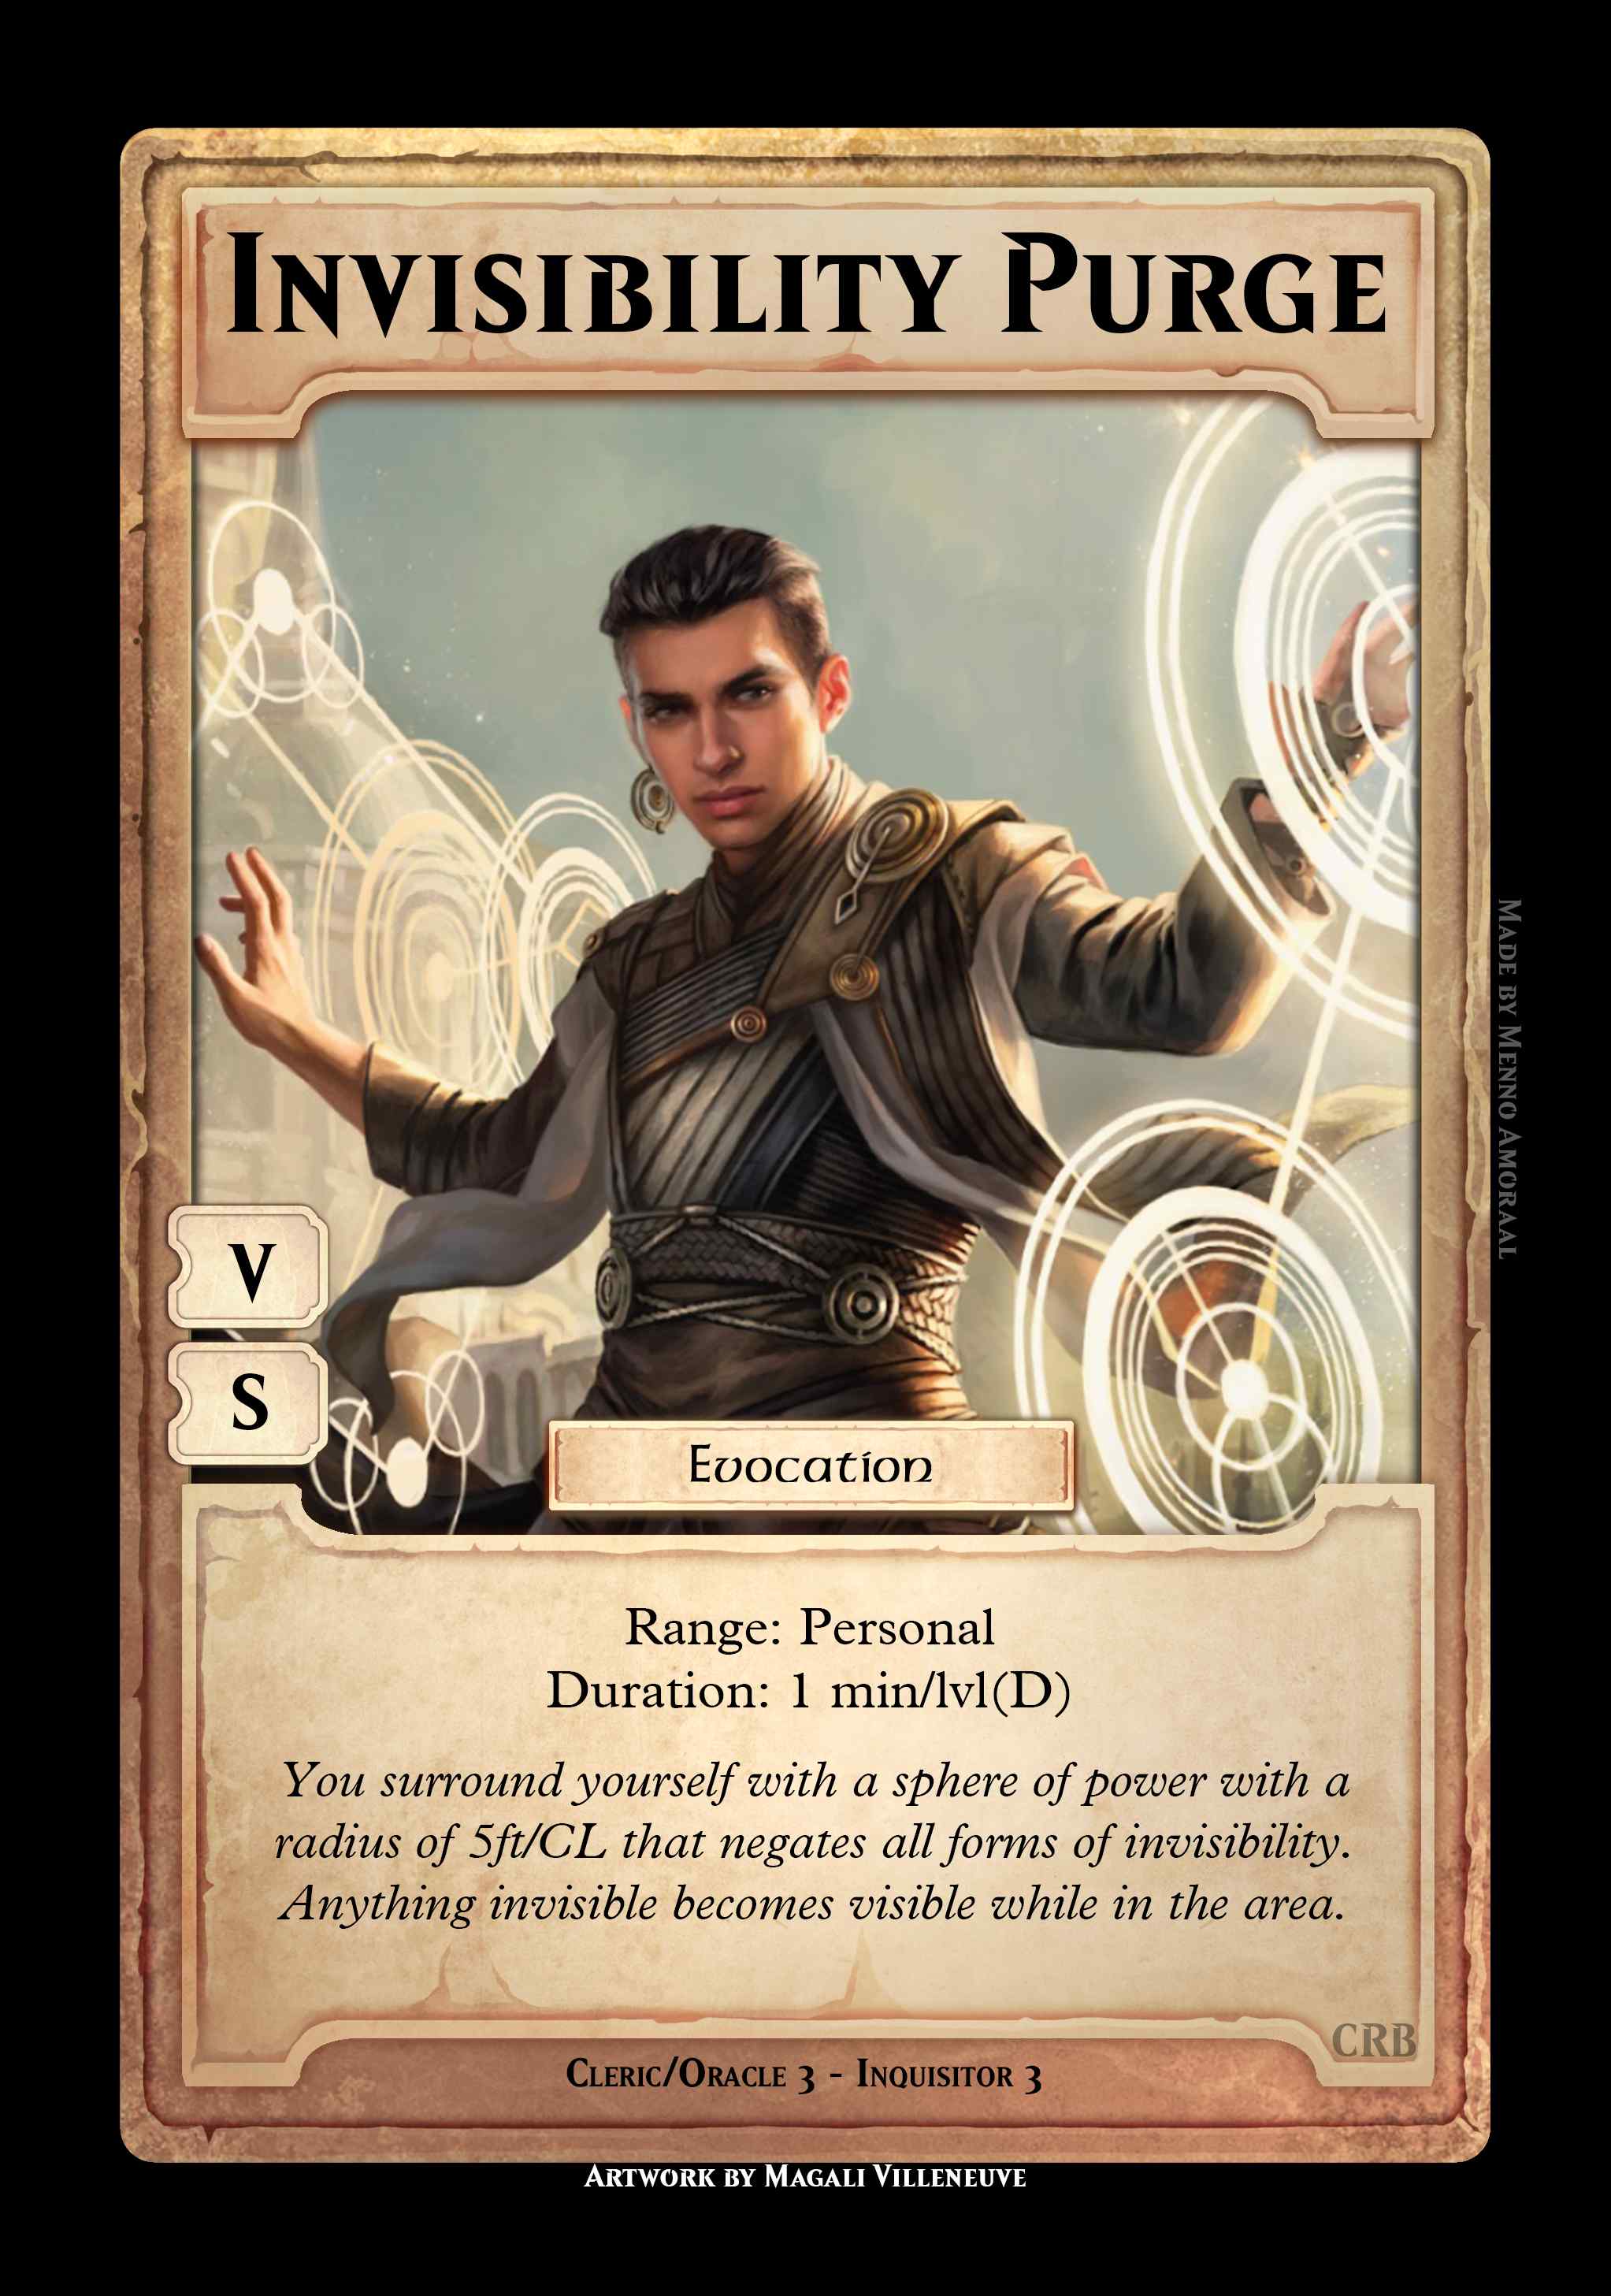 Invisibility Purge
V
S
Evocation
Range: Personal
Duration: 1 min/lvl(D)
You surround yourself with a sphere of power with a
radius of 5ft/CL that negates all forms of invisibility.
Anything invisible becomes visible while in the area.
CRB
Cleric/Oracle 3 - Inquisitor 3
Artwork by Magali Villeneuve
Made by Menno Amoraal